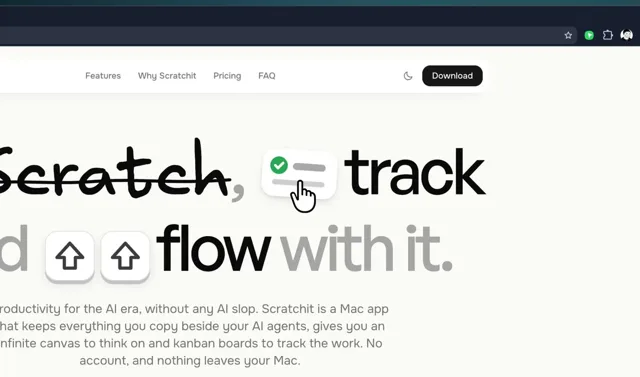 Features Why Scratchit Pricing FAQ Download
Scratch, track
flow with it.
roductivity for the AI era, without any AI slop. Scratchit is a Mac app
hat keeps everything you copy beside your AI agents, gives you an
nfinite canvas to think on and kanban boards to track the work. No
account, and nothing leaves your Mac.